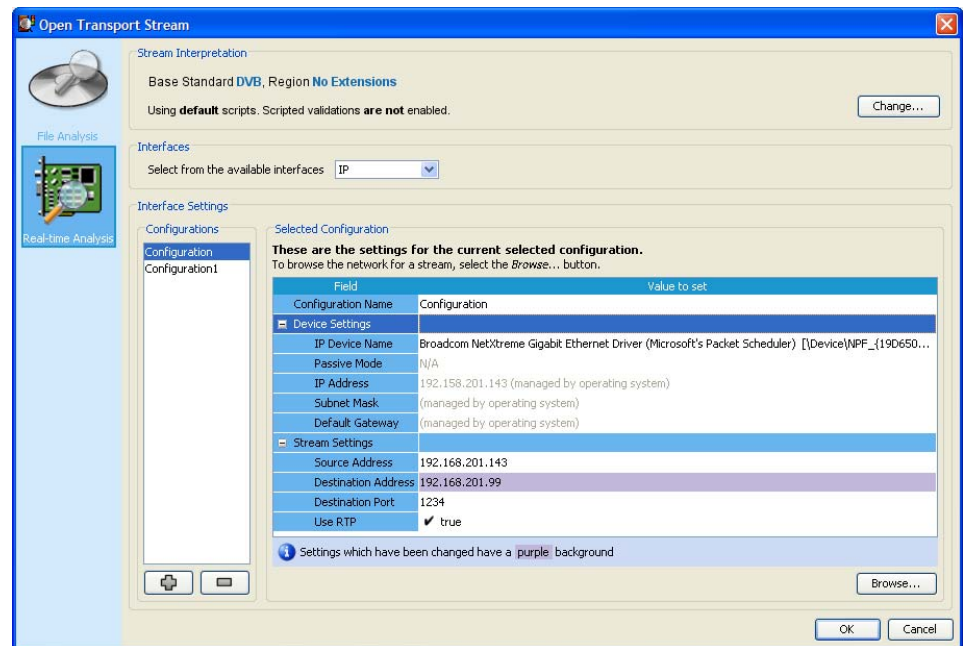 Open Transport Stream
File Analysis
Real-time Analysis
Stream Interpretation
Base Standard DVB, Region No Extensions
Using default scripts. Scripted validations are not enabled.
Change...
Interfaces
Select from the available interfaces IP
Interface Settings
Configurations
Configuration
Configuration1
Selected Configuration
These are the settings for the current selected configuration.
To browse the network for a stream, select the Browse... button.
Field Value to set
Configuration Name Configuration
Device Settings
IP Device Name Broadcom NetXtreme Gigabit Ethernet Driver (Microsoft's Packet Scheduler) [\Device\NPF_{19D650...
Passive Mode N/A
IP Address 192.158.201.143 (managed by operating system)
Subnet Mask (managed by operating system)
Default Gateway (managed by operating system)
Stream Settings
Source Address 192.168.201.143
Destination Address 192.168.201.99
Destination Port 1234
Use RTP ✔ true
Settings which have been changed have a purple background
Browse...
OK Cancel